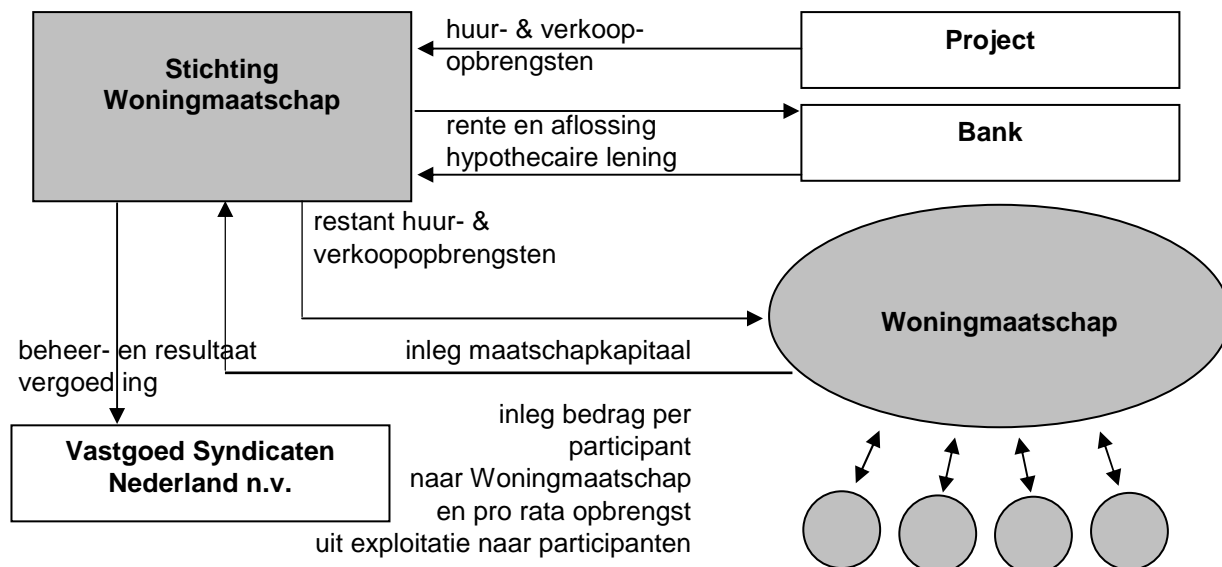 huur- & verkoop-
opbrengsten
Project
Stichting
Woningmaatschap
rente en aflossing
hypothecaire lening
Bank
restant huur- &
verkoopopbrengsten
Woningmaatschap
beheer- en resultaat
vergoed ing
inleg maatschapkapitaal
inleg bedrag per
participant
naar Woningmaatschap
en pro rata opbrengst
uit exploitatie naar participanten
Vastgoed Syndicaten
Nederland n.v.